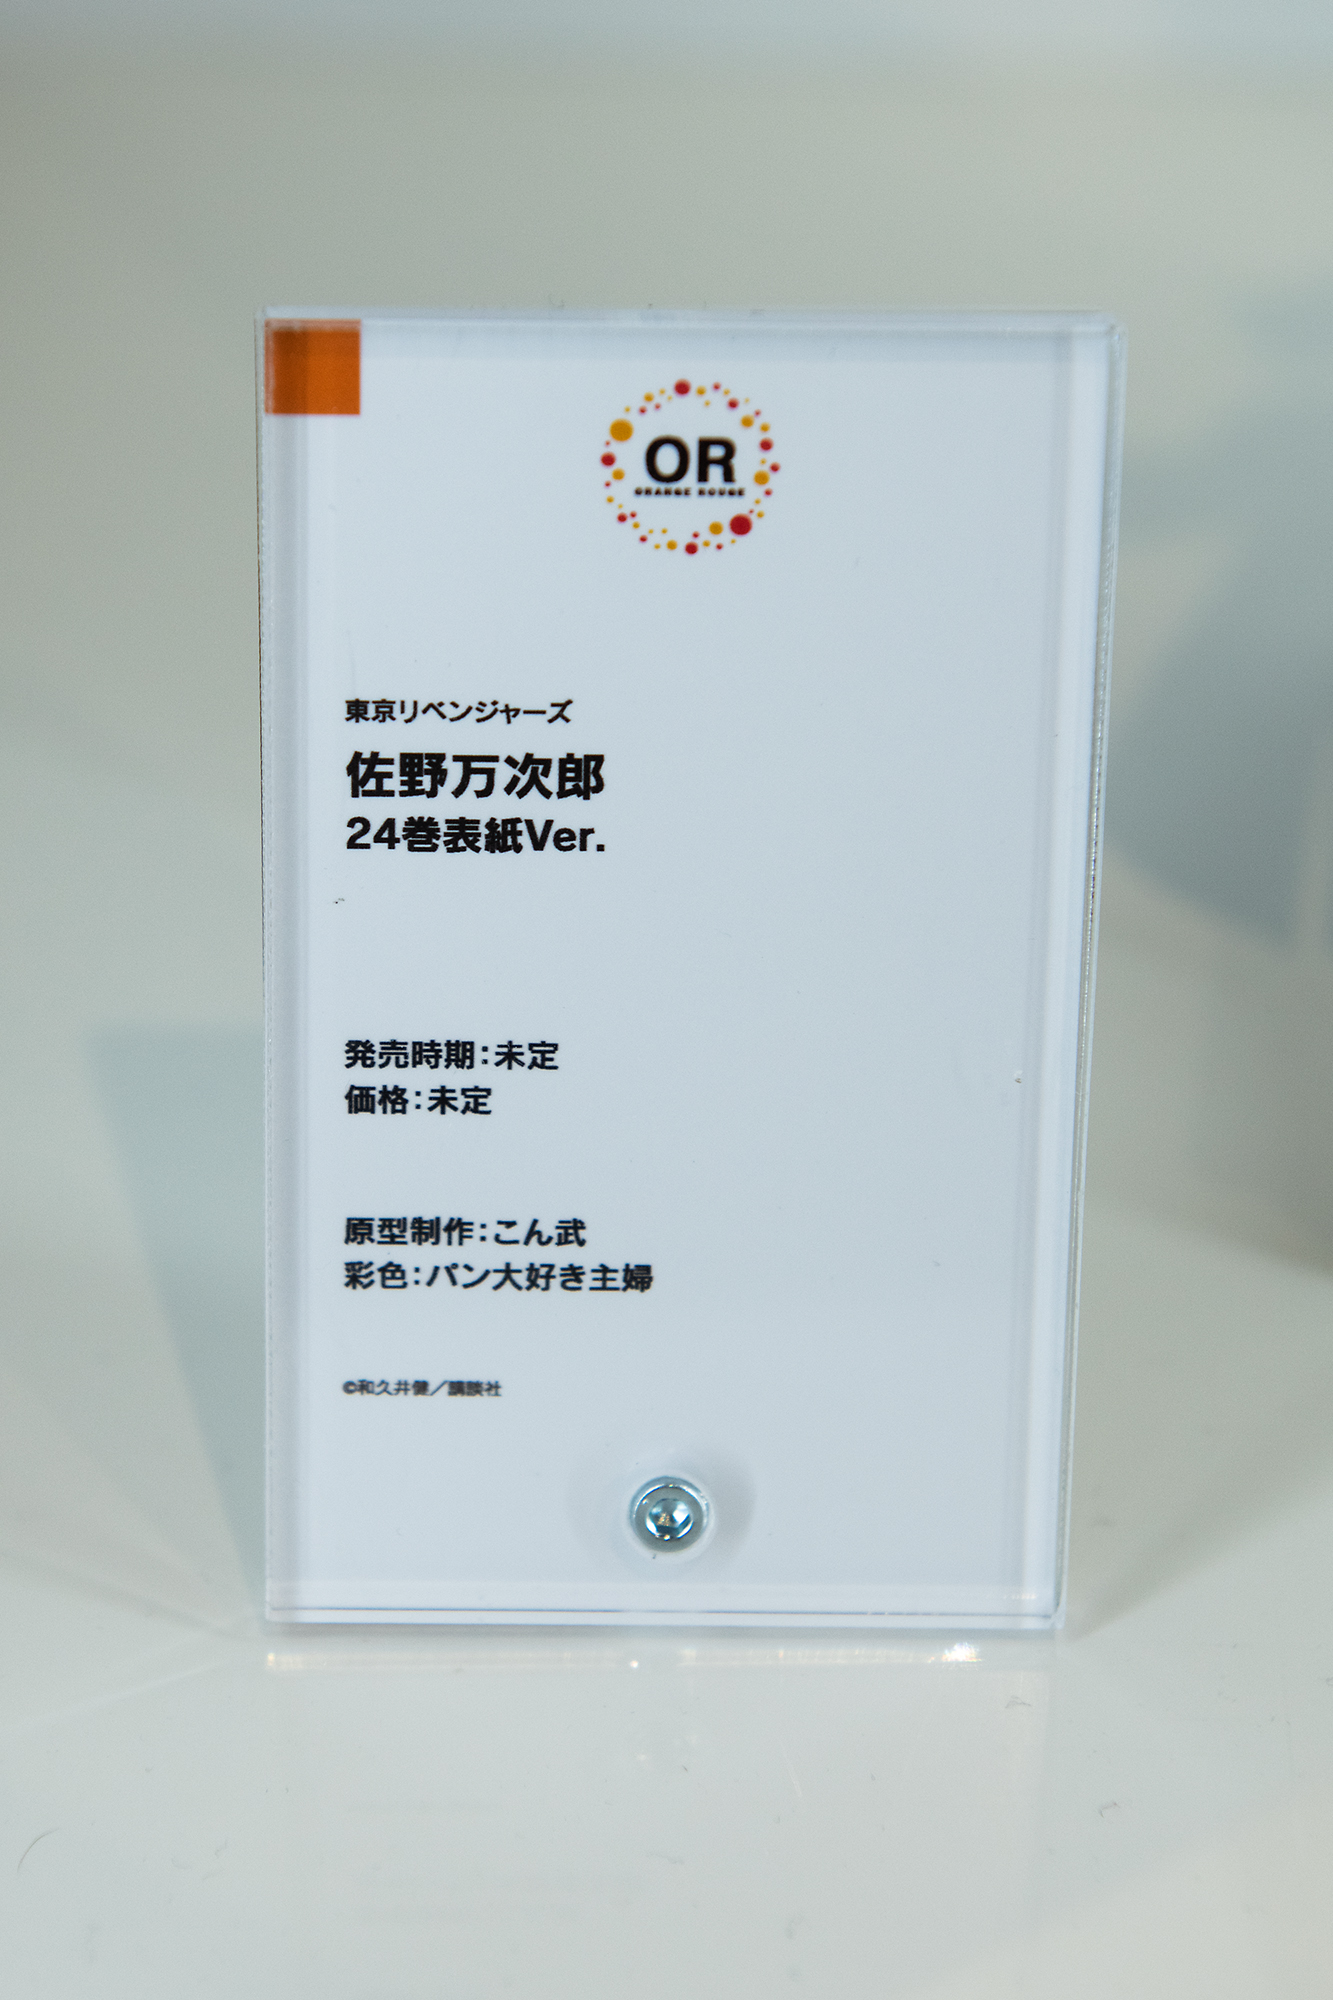 OR
ORANGE ROUGE
東京リベンジャーズ
佐野万次郎
24巻表紙Ver.
発売時期：未定
価格：未定
原型制作：こん武
彩色：パン大好き主婦
©和久井健／講談社